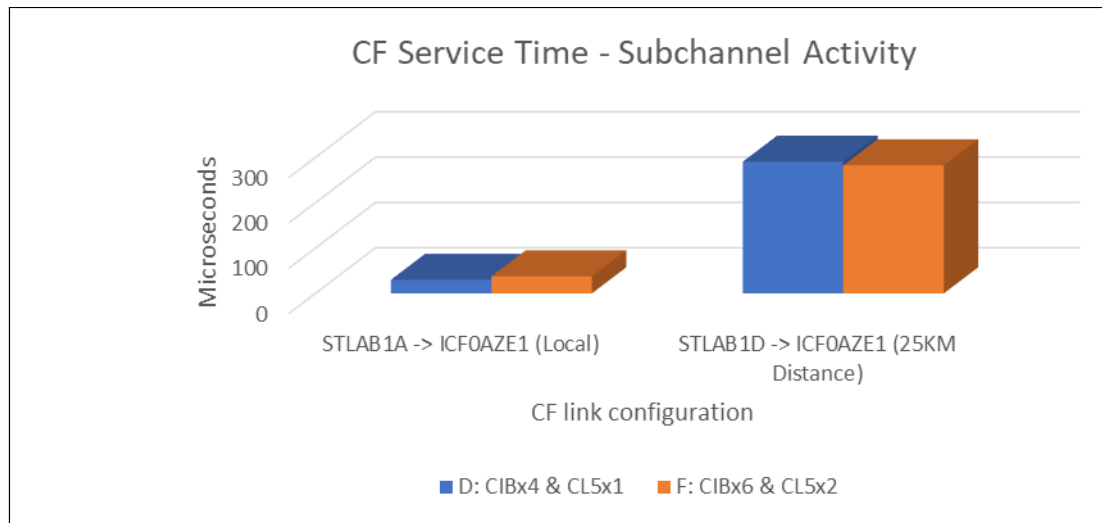 CF Service Time - Subchannel Activity
Microseconds
300
200
100
0
STLAB1A -> ICF0AZE1 (Local)
STLAB1D -> ICF0AZE1 (25KM
Distance)
CF link configuration
D: CIBx4 & CL5x1
F: CIBx6 & CL5x2